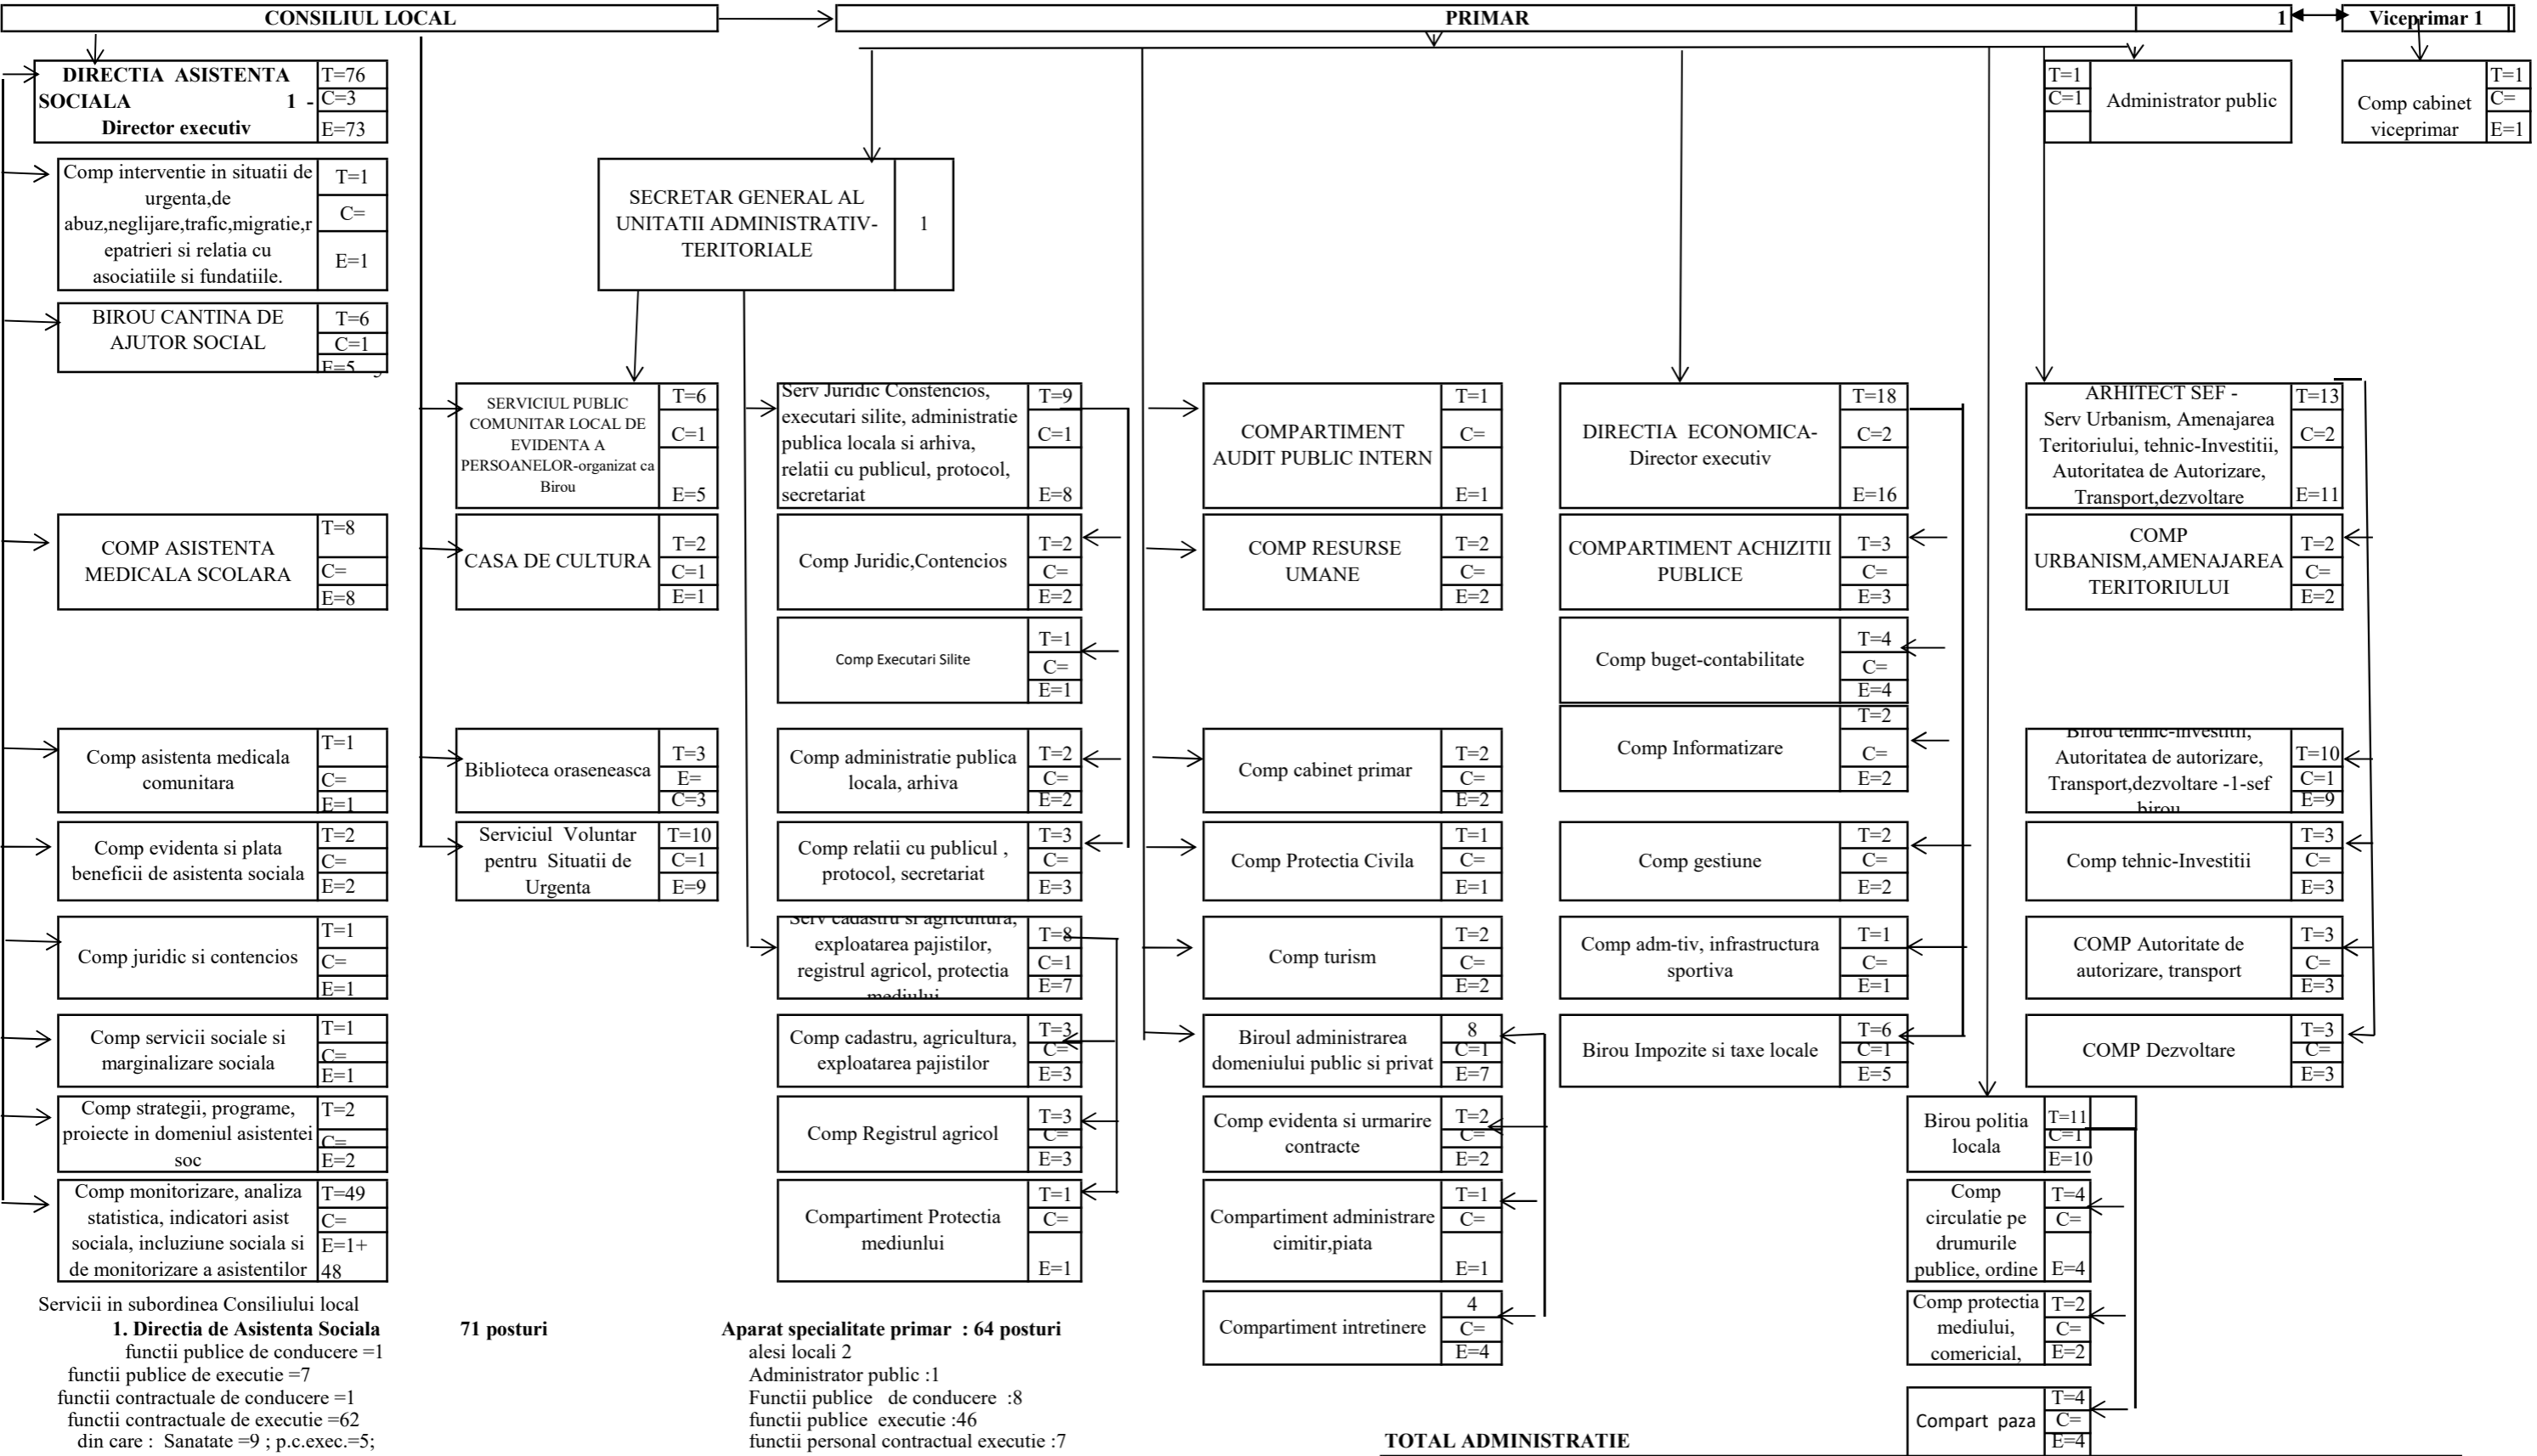 CONSILIUL LOCAL
PRIMAR 1
Viceprimar 1
DIRECTIA ASISTENTA
SOCIALA 1 -
Director executiv
T=76
C=3
E=73
T=1
C=1
Administrator public
Comp cabinet
viceprimar
T=1
C=
E=1
Comp interventie in situatii de
urgenta,de
abuz,neglijare,trafic,migratie,r
epatrieri si relatia cu
asociatiile si fundatiile.
T=1
C=
E=1
SECRETAR GENERAL AL
UNITATII ADMINISTRATIV-
TERITORIALE
1
BIROU CANTINA DE
AJUTOR SOCIAL
T=6
C=1
E=5
SERVICIUL PUBLIC
COMUNITAR LOCAL DE
EVIDENTA A
PERSOANELOR-organizat ca
Birou
T=6
C=1
E=5
Serv Juridic Constencios,
executari silite, administratie
publica locala si arhiva,
relatii cu publicul, protocol,
secretariat
T=9
C=1
E=8
COMPARTIMENT
AUDIT PUBLIC INTERN
T=1
C=
E=1
DIRECTIA ECONOMICA-
Director executiv
T=18
C=2
E=16
ARHITECT SEF -
Serv Urbanism, Amenajarea
Teritoriului, tehnic-Investitii,
Autoritatea de Autorizare,
Transport,dezvoltare
T=13
C=2
E=11
COMP ASISTENTA
MEDICALA SCOLARA
T=8
C=
E=8
CASA DE CULTURA
T=2
C=1
E=1
Comp Juridic,Contencios
T=2
C=
E=2
COMP RESURSE
UMANE
T=2
C=
E=2
COMPARTIMENT ACHIZITII
PUBLICE
T=3
C=
E=3
COMP
URBANISM,AMENAJAREA
TERITORIULUI
T=2
C=
E=2
Comp Executari Silite
T=1
C=
E=1
Comp buget-contabilitate
T=4
C=
E=4
Comp Informatizare
T=2
C=
E=2
Comp asistenta medicala
comunitara
T=1
C=
E=1
Biblioteca oraseneasca
T=3
E=
C=3
Comp administratie publica
locala, arhiva
T=2
C=
E=2
Comp cabinet primar
T=2
C=
E=2
Birou tehnic-investitii,
Autoritatea de autorizare,
Transport,dezvoltare -1-sef
birou
T=10
C=1
E=9
Comp evidenta si plata
beneficii de asistenta sociala
T=2
C=
E=2
Serviciul Voluntar
pentru Situatii de
Urgenta
T=10
C=1
E=9
Comp relatii cu publicul ,
protocol, secretariat
T=3
C=
E=3
Comp Protectia Civila
T=1
C=
E=1
Comp gestiune
T=2
C=
E=2
Comp tehnic-Investitii
T=3
C=
E=3
Comp juridic si contencios
T=1
C=
E=1
Serv cadastru si agricultura,
exploatarea pajistilor,
registrul agricol, protectia
mediului
T=8
C=1
E=7
Comp turism
T=2
C=
E=2
Comp adm-tiv, infrastructura
sportiva
T=1
C=
E=1
COMP Autoritate de
autorizare, transport
T=3
C=
E=3
Comp servicii sociale si
marginalizare sociala
T=1
C=
E=1
Comp cadastru, agricultura,
exploatarea pajistilor
T=3
C=
E=3
Biroul administrarea
domeniului public si privat
8
C=1
E=7
Birou Impozite si taxe locale
T=6
C=1
E=5
COMP Dezvoltare
T=3
C=
E=3
Comp strategii, programe,
proiecte in domeniul asistentei
soc
T=2
C=
E=2
Comp Registrul agricol
T=3
C=
E=3
Comp evidenta si urmarire
contracte
T=2
C=
E=2
Birou politia
locala
T=11
C=1
E=10
Comp monitorizare, analiza
statistica, indicatori asist
sociala, incluziune sociala si
de monitorizare a asistentilor
T=49
C=
E=1+
48
Compartiment Protectia
mediunlui
T=1
C=
E=1
Compartiment administrare
cimitir,piata
T=1
C=
E=1
Comp
circulatie pe
drumurile
publice, ordine
T=4
C=
E=4
Compartiment intretinere
4
C=
E=4
Comp protectia
mediului,
comericial,
T=2
C=
E=2
Compart paza
T=4
C=
E=4
Servicii in subordinea Consiliului local
1. Directia de Asistenta Sociala 71 posturi
functii publice de conducere =1
functii publice de executie =7
functii contractuale de conducere =1
functii contractuale de executie =62
din care : Sanatate =9 ; p.c.exec.=5;
Aparat specialitate primar : 64 posturi
alesi locali 2
Administrator public :1
Functii publice de conducere :8
functii publice executie :46
functii personal contractual executie :7
TOTAL ADMINISTRATIE